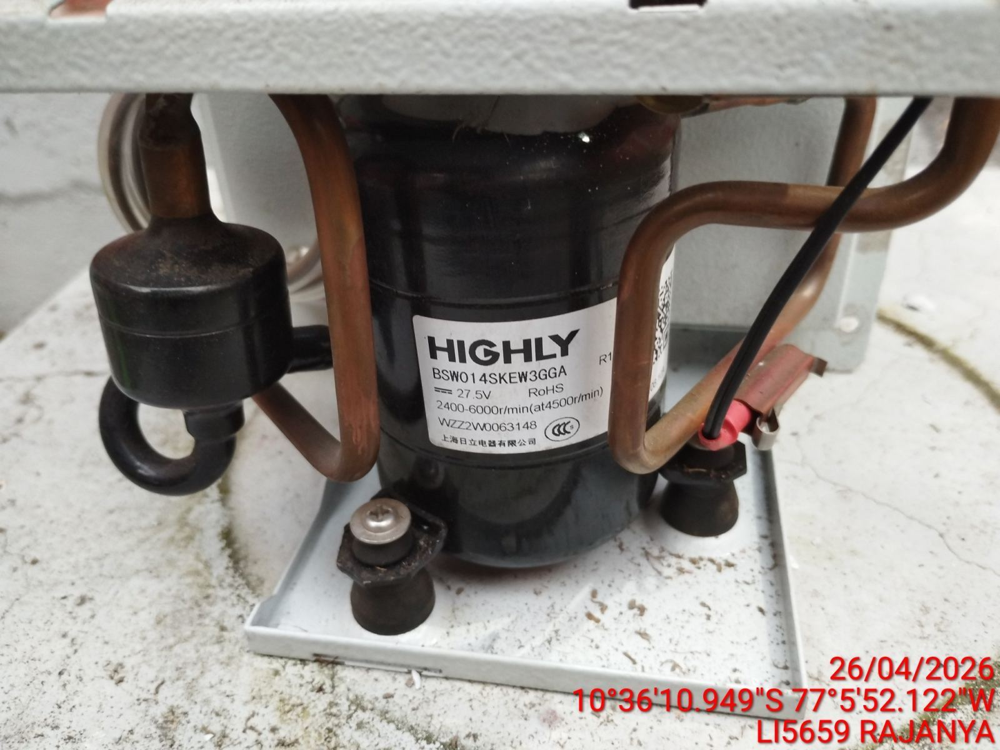 HIGHLY
BSW014SKEW3GGA R1
27.5V RoHS
2400-6000r/min(at4500r/min)
WZZ2W0063148 CCC S
上海日立电器有限公司
26/04/2026
10°36'10.949"S 77°5'52.122"W
LI5659 RAJANYA